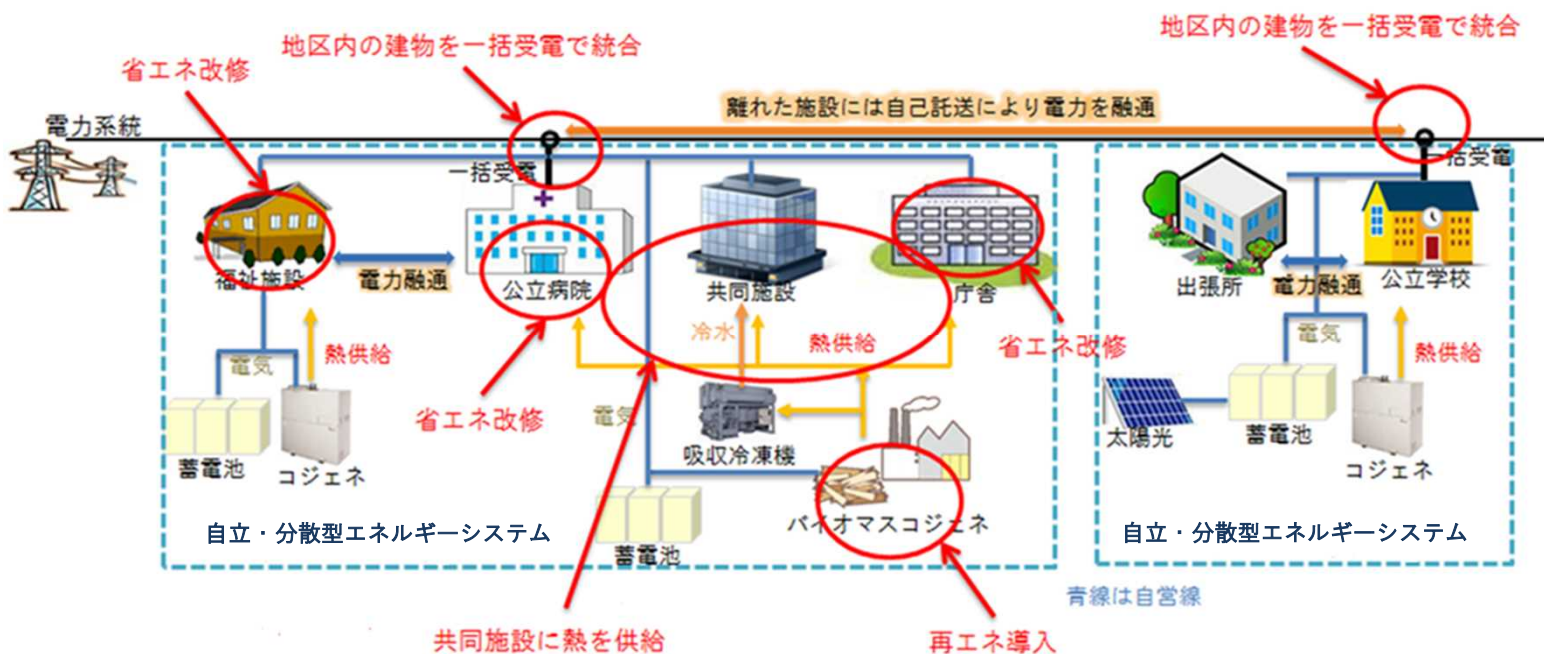 地区内の建物を一括受電で統合
地区内の建物を一括受電で統合
省エネ改修
離れた施設には自己託送により電力を融通
電力系統
一括受電
一括受電
福祉施設
電力融通
公立病院
共同施設
庁舎
出張所
電力融通
公立学校
冷水
熱供給
省エネ改修
電気
熱供給
電気
熱供給
省エネ改修
電気
吸収冷凍機
太陽光
蓄電池
コジェネ
蓄電池
コジェネ
バイオマスコジェネ
自立・分散型エネルギーシステム
蓄電池
自立・分散型エネルギーシステム
青線は自営線
共同施設に熱を供給
再エネ導入